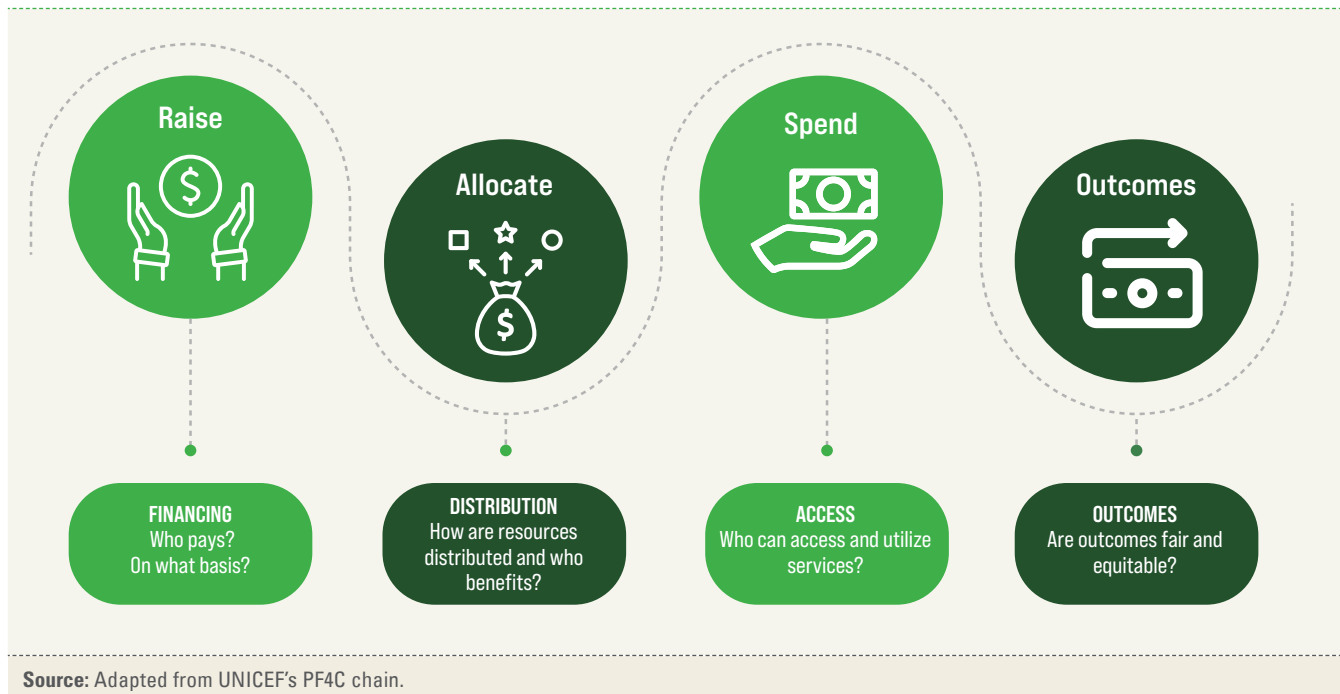 Raise
Allocate
Spend
Outcomes
$
$
FINANCING
Who pays?
On what basis?
DISTRIBUTION
How are resources
distributed and who
benefits?
ACCESS
Who can access and utilize
services?
OUTCOMES
Are outcomes fair and
equitable?
Source: Adapted from UNICEF's PF4C chain.